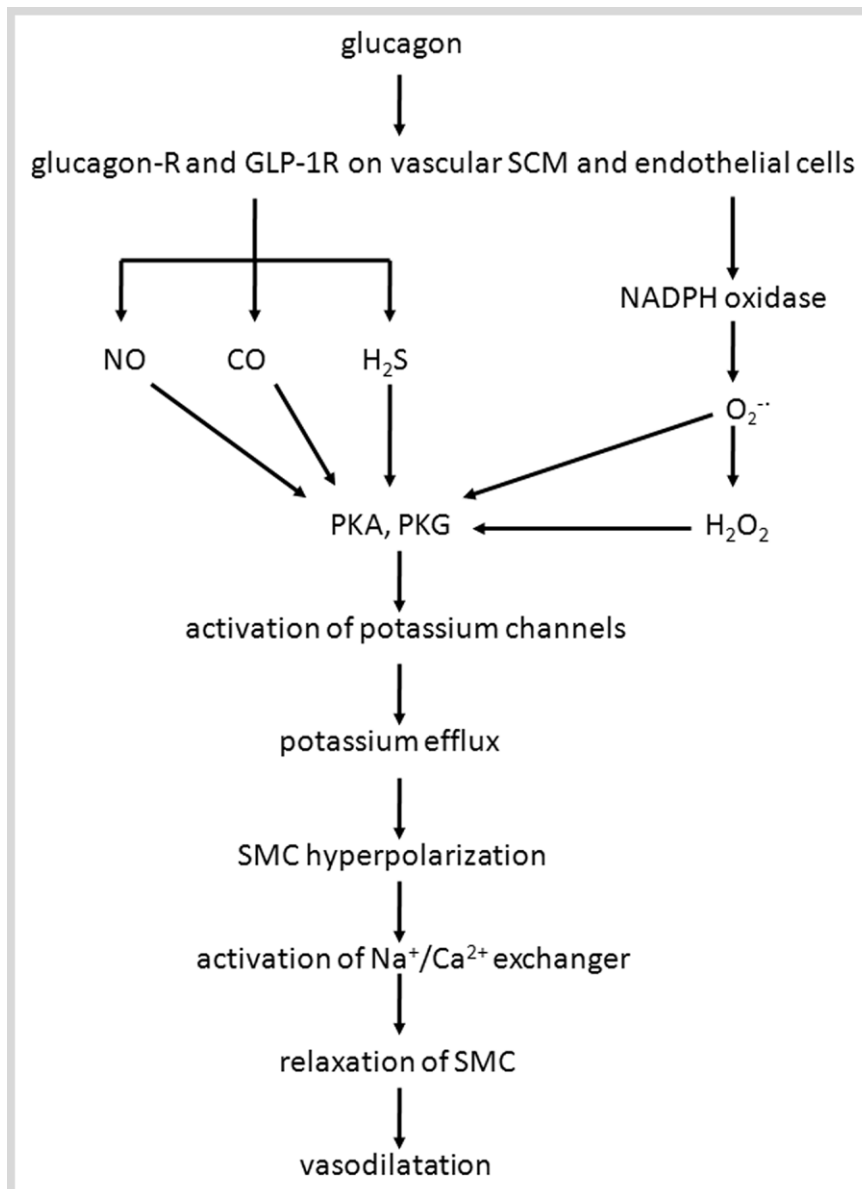 glucagon
glucagon-R and GLP-1R on vascular SCM and endothelial cells
NADPH oxidase
NO CO H₂S
O₂⁻·
PKA, PKG H₂O₂
activation of potassium channels
potassium efflux
SMC hyperpolarization
activation of Na⁺/Ca²⁺ exchanger
relaxation of SMC
vasodilatation